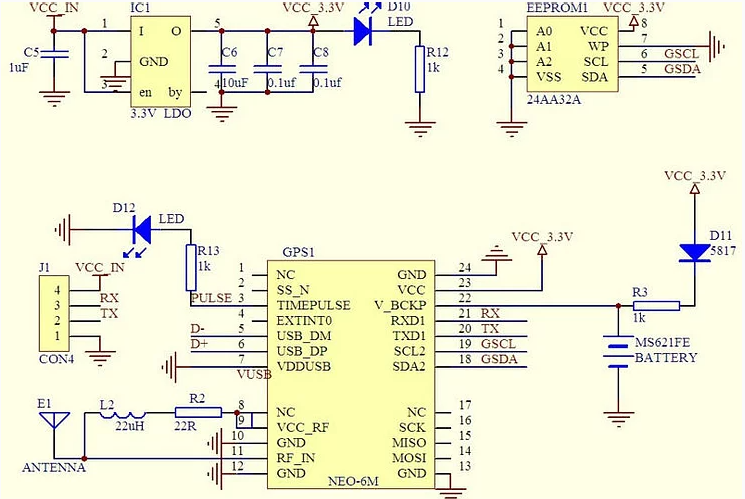 VCC_IN
C5
1uF
IC1
1 I O 5
2 GND
3 en by 4
3.3V LDO
C6
10uF
C7
0.1uf
C8
0.1uf
VCC_3.3V
D10
LED
R12
1k
EEPROM1
VCC_3.3V
1 A0 VCC 8
2 A1 WP 7
3 A2 SCL 6 GSCL
4 VSS SDA 5 GSDA
24AA32A
D12
LED
R13
1k
PULSE
J1
VCC_IN
4
3 RX
2 TX
1
CON4
GPS1
1 NC GND 24
2 SS_N VCC 23
3 TIMEPULSE V_BCKP 22
4 EXTINT0 RXD1 21 RX
D- 5 USB_DM TXD1 20 TX
D+ 6 USB_DP SCL2 19 GSCL
7 VDDUSB SDA2 18 GSDA
VUSB
8 NC NC 17
9 VCC_RF SCK 16
10 GND MISO 15
11 RF_IN MOSI 14
12 GND GND 13
NEO-6M
VCC_3.3V
VCC_3.3V
D11
5817
R3
1k
MS621FE
BATTERY
E1
ANTENNA
L2
22uH
R2
22R